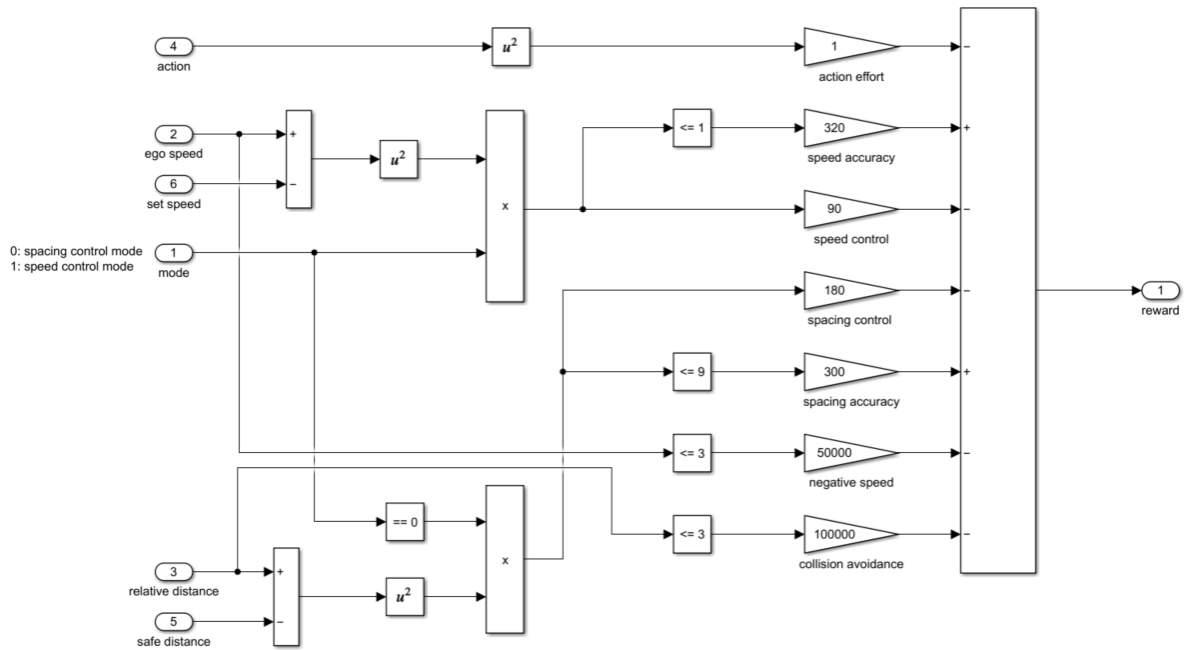 4
action
u²
1
action effort
−
2
ego speed
+
6
set speed
−
u²
x
<= 1
320
speed accuracy
+
90
speed control
−
0: spacing control mode
1: speed control mode
1
mode
180
spacing control
−
1
reward
<= 9
300
spacing accuracy
+
<= 3
50000
negative speed
−
== 0
x
<= 3
100000
collision avoidance
−
3
relative distance
+
u²
5
safe distance
−